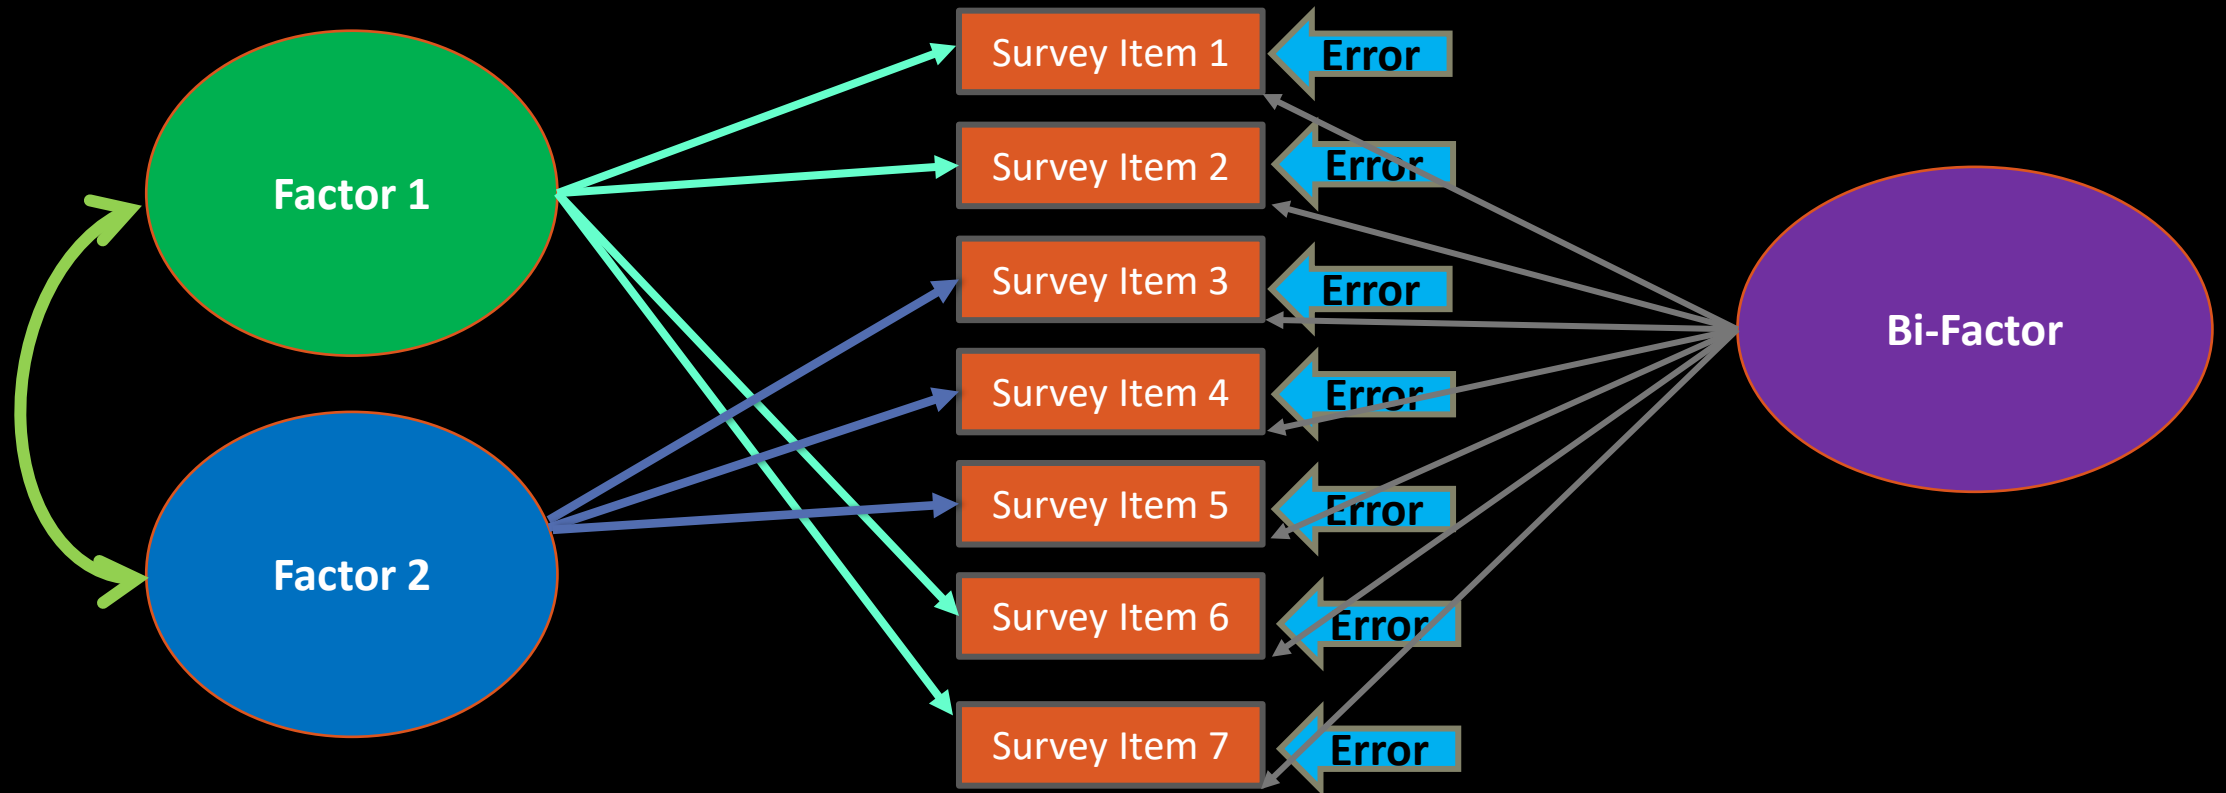 Survey Item 1
Error
Survey Item 2
Error
Factor 1
Survey Item 3
Error
Bi-Factor
Survey Item 4
Error
Survey Item 5
Error
Factor 2
Survey Item 6
Error
Survey Item 7
Error